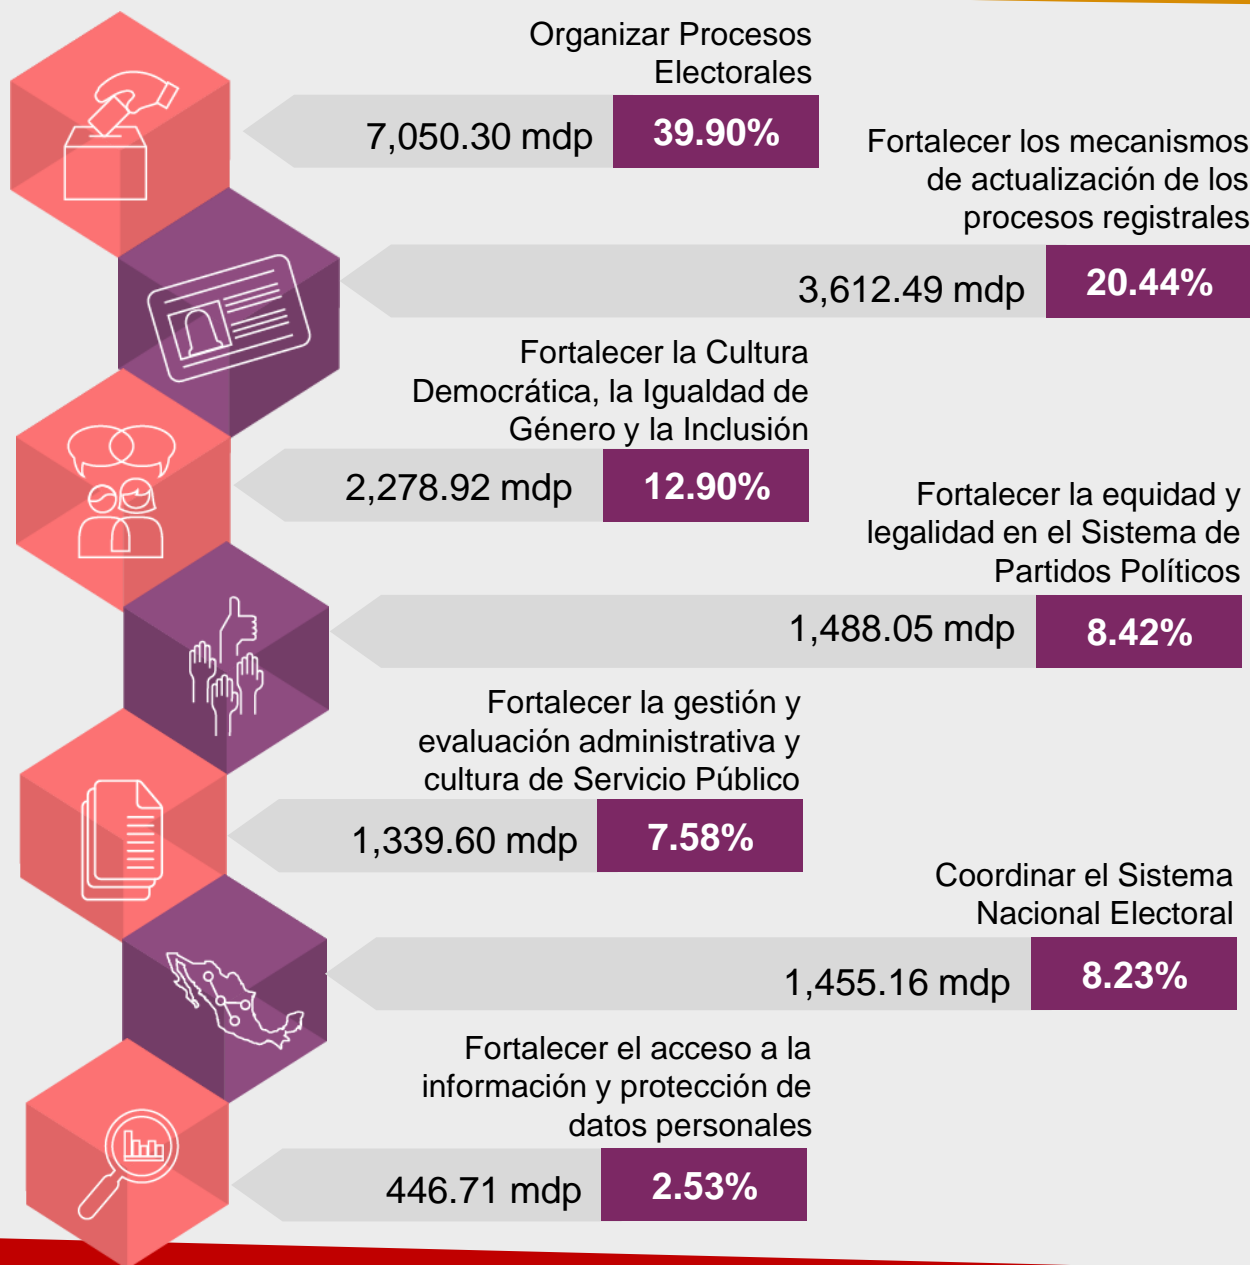 Organizar Procesos
Electorales
7,050.30 mdp
39.90%
Fortalecer los mecanismos
de actualización de los
procesos registrales
3,612.49 mdp
20.44%
Fortalecer la Cultura
Democrática, la Igualdad de
Género y la Inclusión
2,278.92 mdp
12.90%
Fortalecer la equidad y
legalidad en el Sistema de
Partidos Políticos
1,488.05 mdp
8.42%
Fortalecer la gestión y
evaluación administrativa y
cultura de Servicio Público
1,339.60 mdp
7.58%
Coordinar el Sistema
Nacional Electoral
1,455.16 mdp
8.23%
Fortalecer el acceso a la
información y protección de
datos personales
446.71 mdp
2.53%